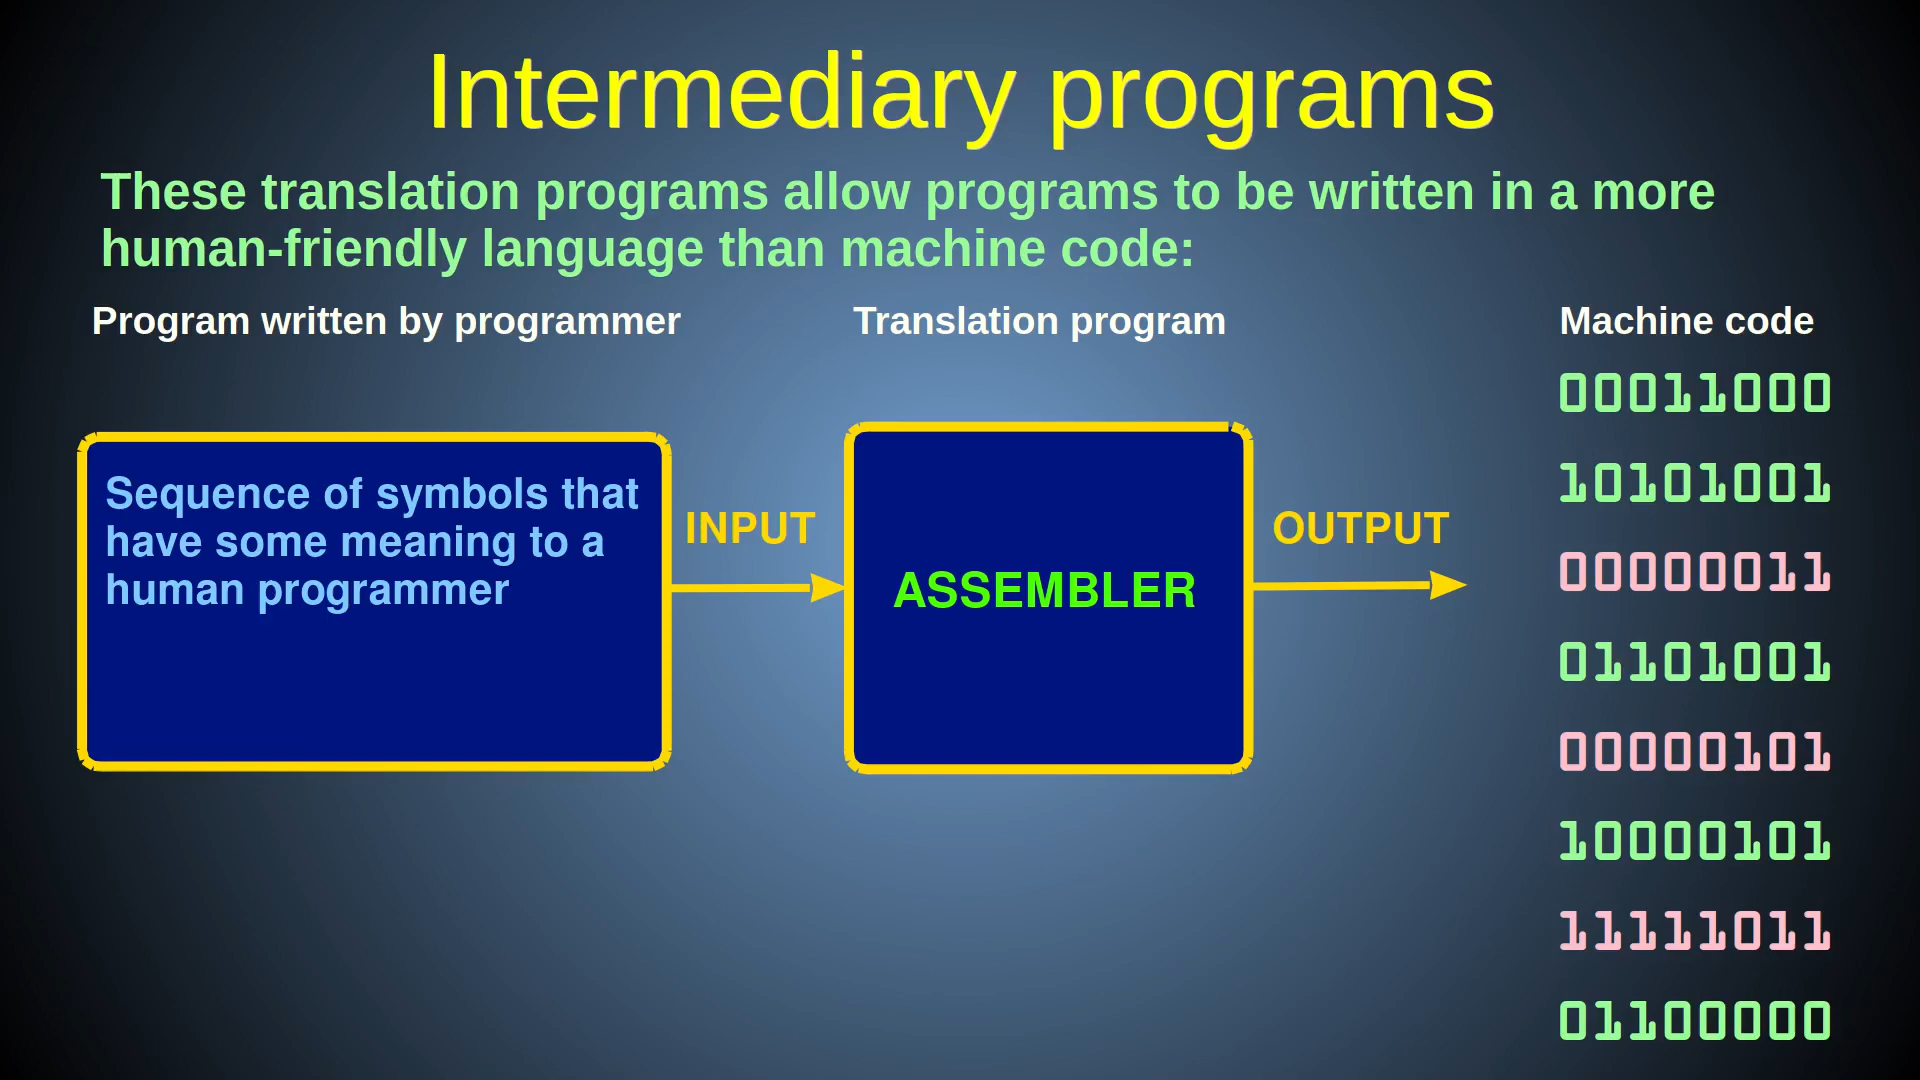 Intermediary programs
These translation programs allow programs to be written in a more
human-friendly language than machine code:
Program written by programmer
Translation program
Machine code
Sequence of symbols that
have some meaning to a
human programmer
INPUT
ASSEMBLER
OUTPUT
00011000
10101001
00000011
01101001
00000101
10000101
11111011
01100000